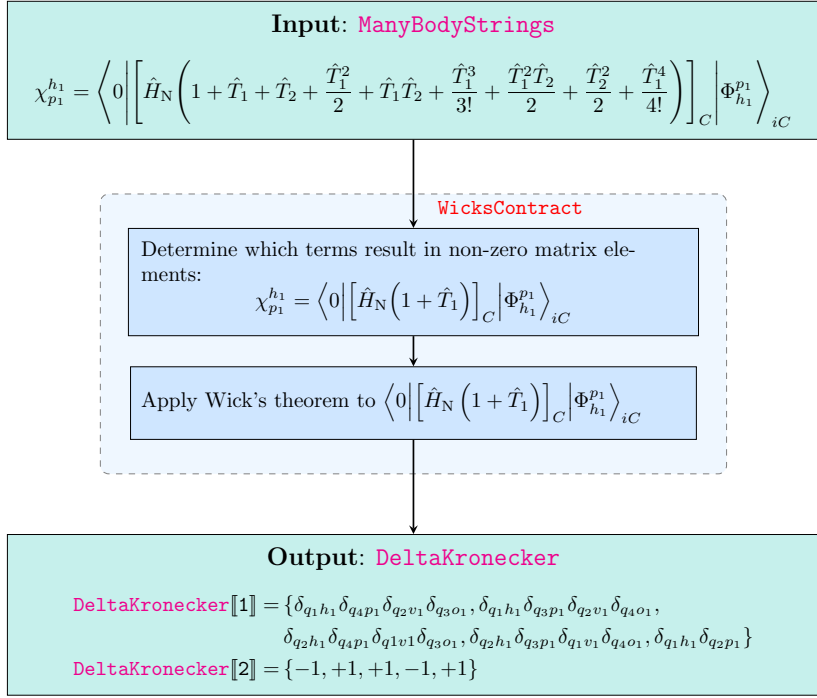 Input: ManyBodyStrings
χ_{p_1}^{h_1} = ⟨0|[Ĥ_N(1 + T̂_1 + T̂_2 + T̂_1^2/2 + T̂_1T̂_2 + T̂_1^3/3! + T̂_1^2T̂_2/2 + T̂_2^2/2 + T̂_1^4/4!)]_C|Φ_{h_1}^{p_1}⟩_{iC}
WicksContract
Determine which terms result in non-zero matrix ele-
ments:
χ_{p_1}^{h_1} = ⟨0|[Ĥ_N(1 + T̂_1)]_C|Φ_{h_1}^{p_1}⟩_{iC}
Apply Wick's theorem to ⟨0|[Ĥ_N (1 + T̂_1)]_C|Φ_{h_1}^{p_1}⟩_{iC}
Output: DeltaKronecker
DeltaKronecker⟦1⟧ = {δ_{q_1h_1}δ_{q_4p_1}δ_{q_2v_1}δ_{q_3o_1}, δ_{q_1h_1}δ_{q_3p_1}δ_{q_2v_1}δ_{q_4o_1},
δ_{q_2h_1}δ_{q_4p_1}δ_{q1v1}δ_{q_3o_1}, δ_{q_2h_1}δ_{q_3p_1}δ_{q_1v_1}δ_{q_4o_1}, δ_{q_1h_1}δ_{q_2p_1}}
DeltaKronecker⟦2⟧ = {−1, +1, +1, −1, +1}